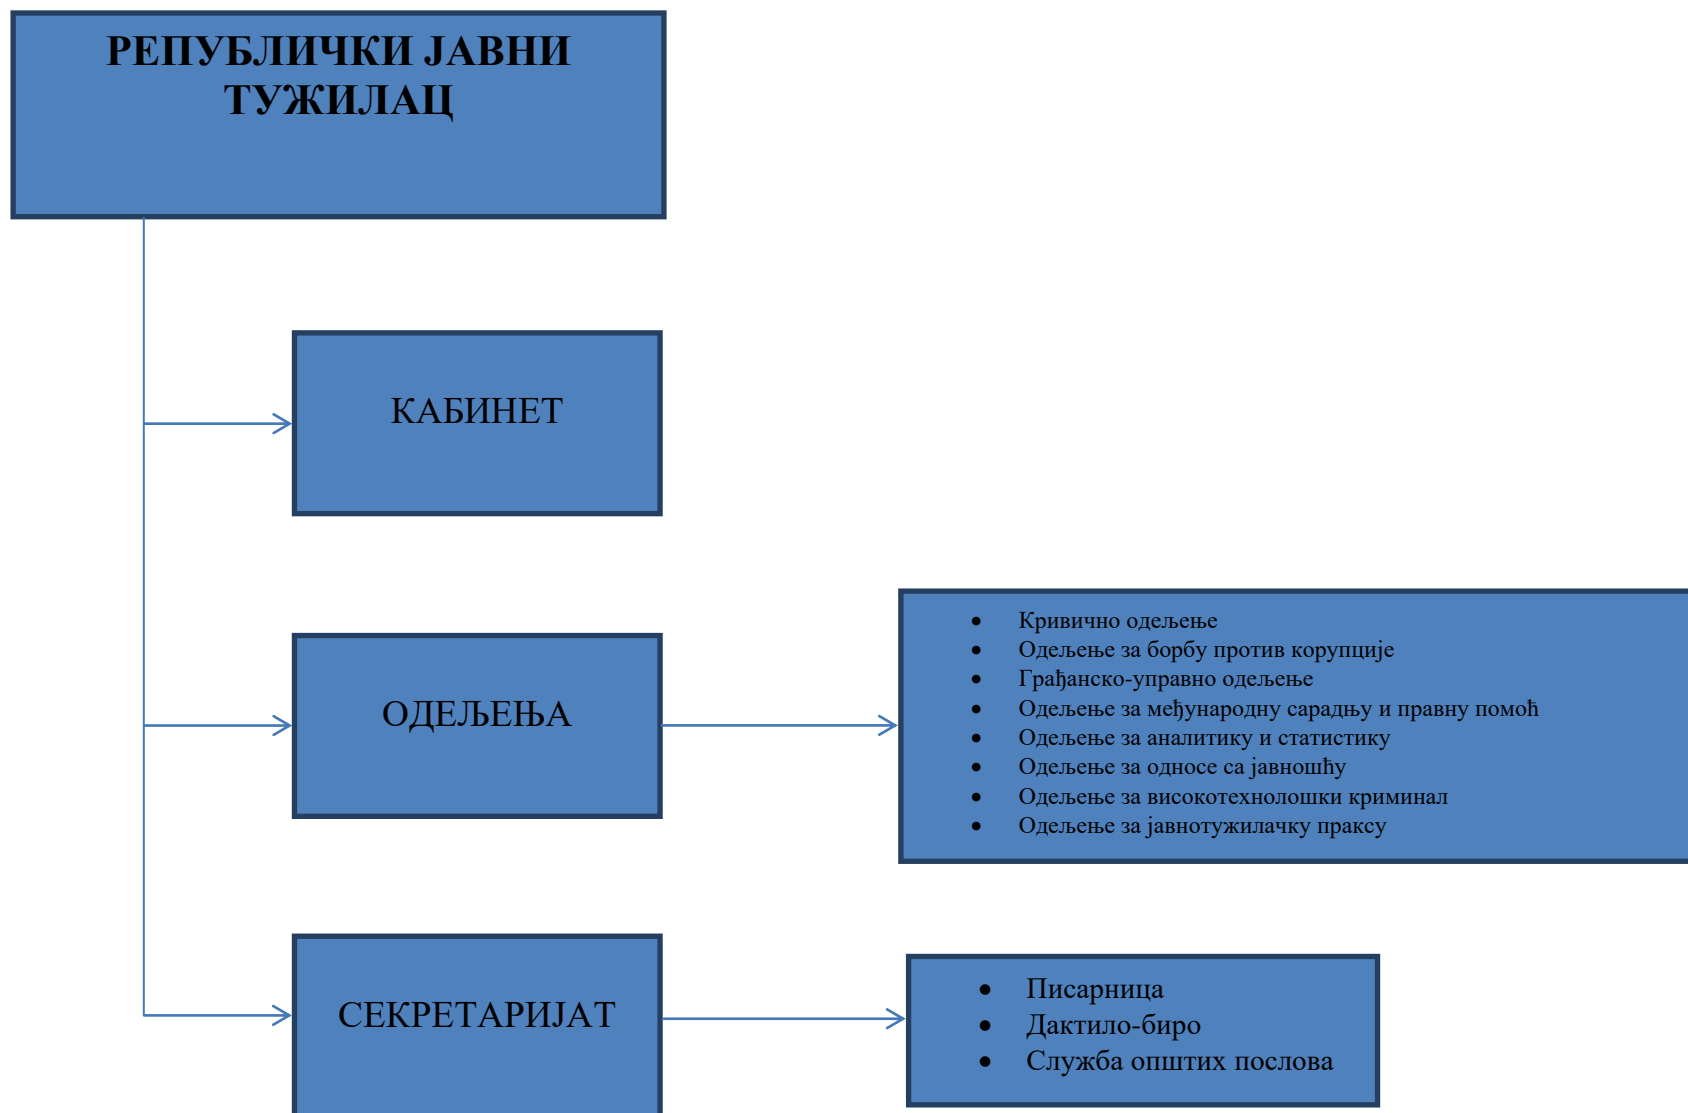 РЕПУБЛИЧКИ ЈАВНИ
ТУЖИЛАЦ
КАБИНЕТ
ОДЕЉЕЊА
• Кривично одељење
• Одељење за борбу против корупције
• Грађанско-управно одељење
• Одељење за међународну сарадњу и правну помоћ
• Одељење за аналитику и статистику
• Одељење за односе са јавношћу
• Одељење за високотехнолошки криминал
• Одељење за јавнотужилачку праксу
СЕКРЕТАРИЈАТ
• Писарница
• Дактило-биро
• Служба општих послова